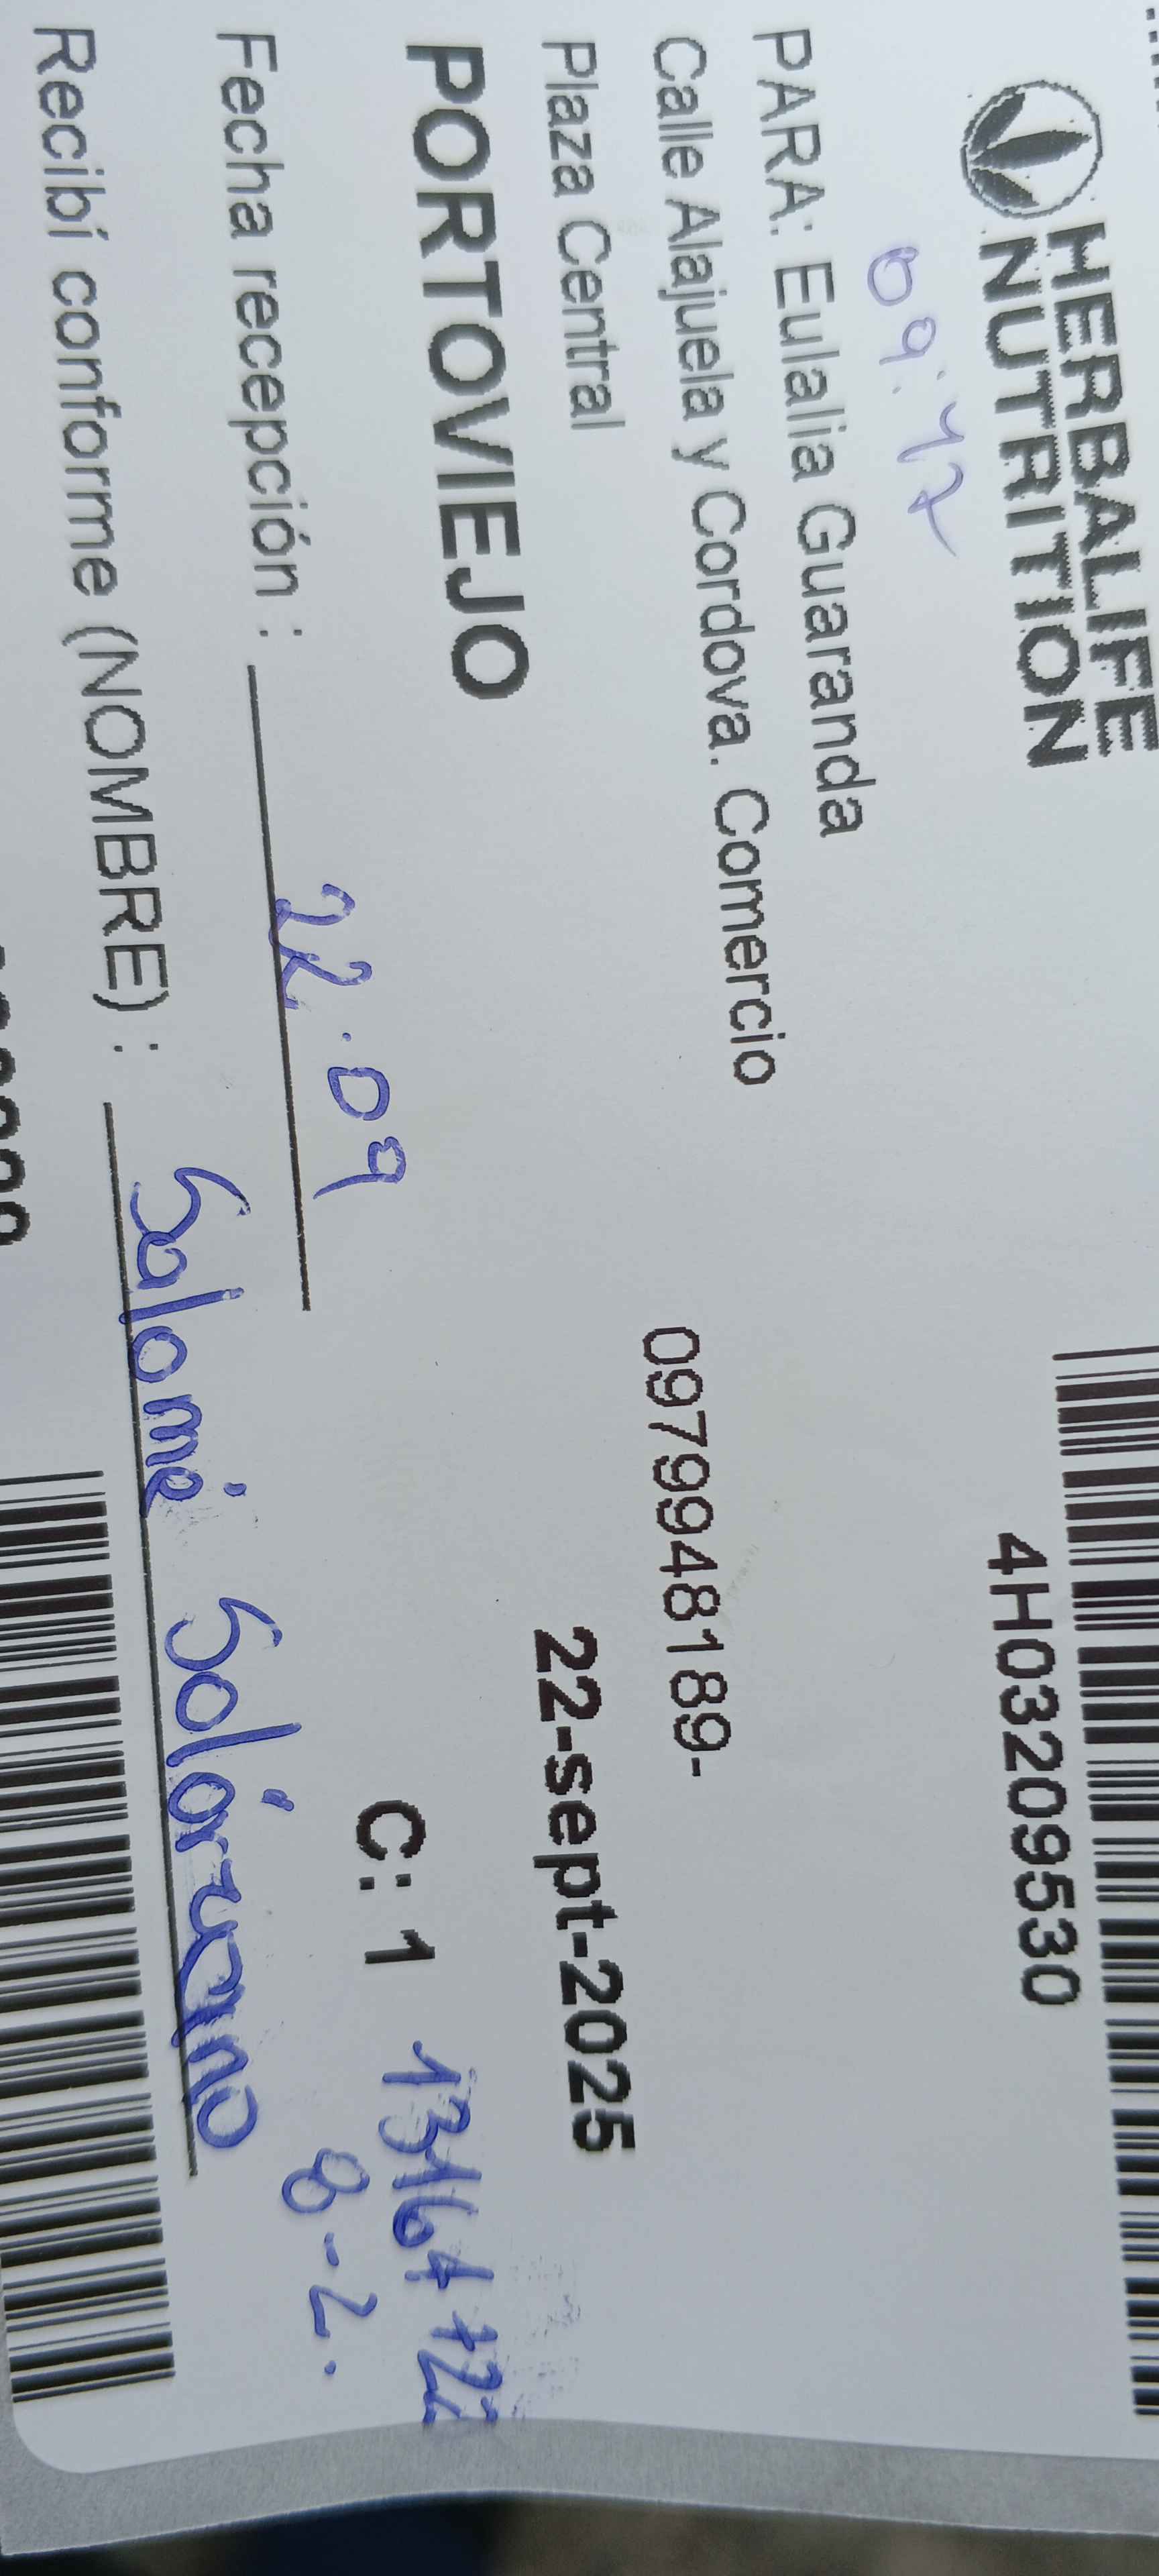 HERBALIFE
NUTRITION
4H03209530
09:42
PARA: Eulalia Guaranda
Calle Alajuela y Cordova. Comercio
0979948189-
Plaza Central
22-sept-2025
PORTOVIEJO
C: 1
Fecha recepción : 22.09
8-2.
Recibí conforme (NOMBRE) : Salomé Solórzano